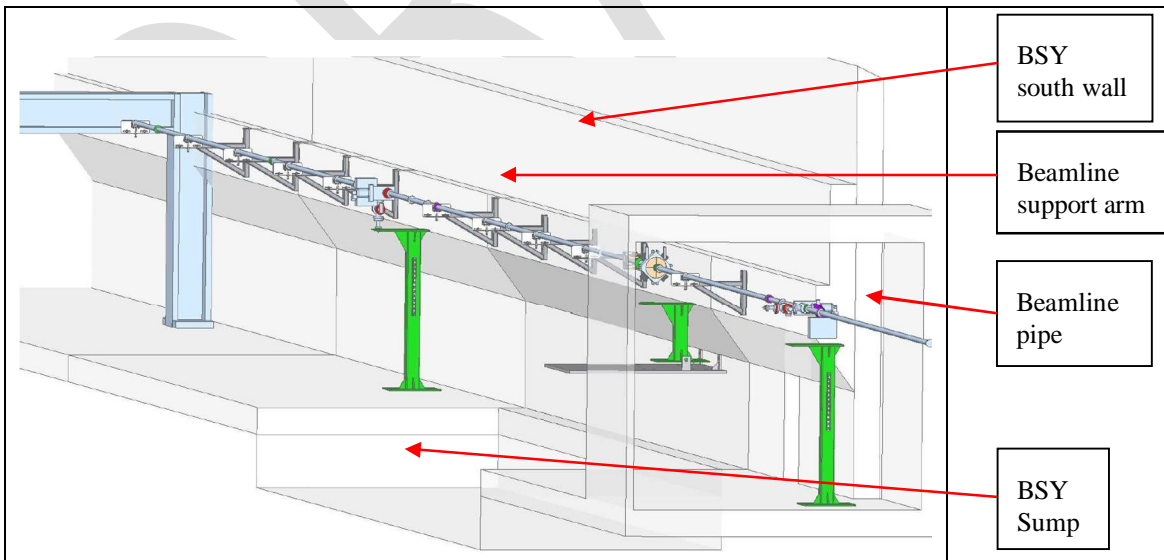 BSY
south wall
Beamline
support arm
Beamline
pipe
BSY
Sump